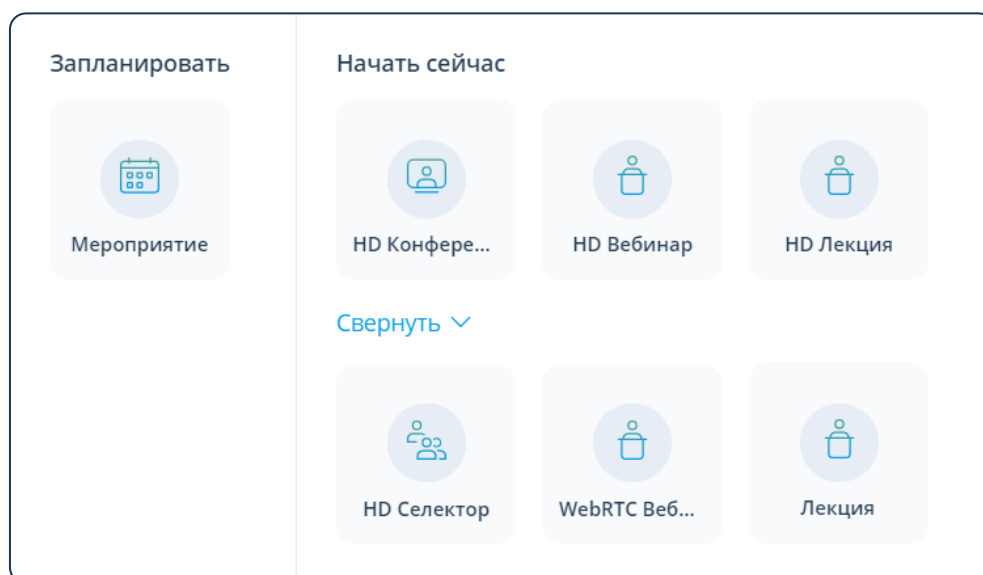 Запланировать
Мероприятие
Начать сейчас
HD Конфере...
HD Вебинар
HD Лекция
Свернуть
HD Селектор
WebRTC Веб...
Лекция